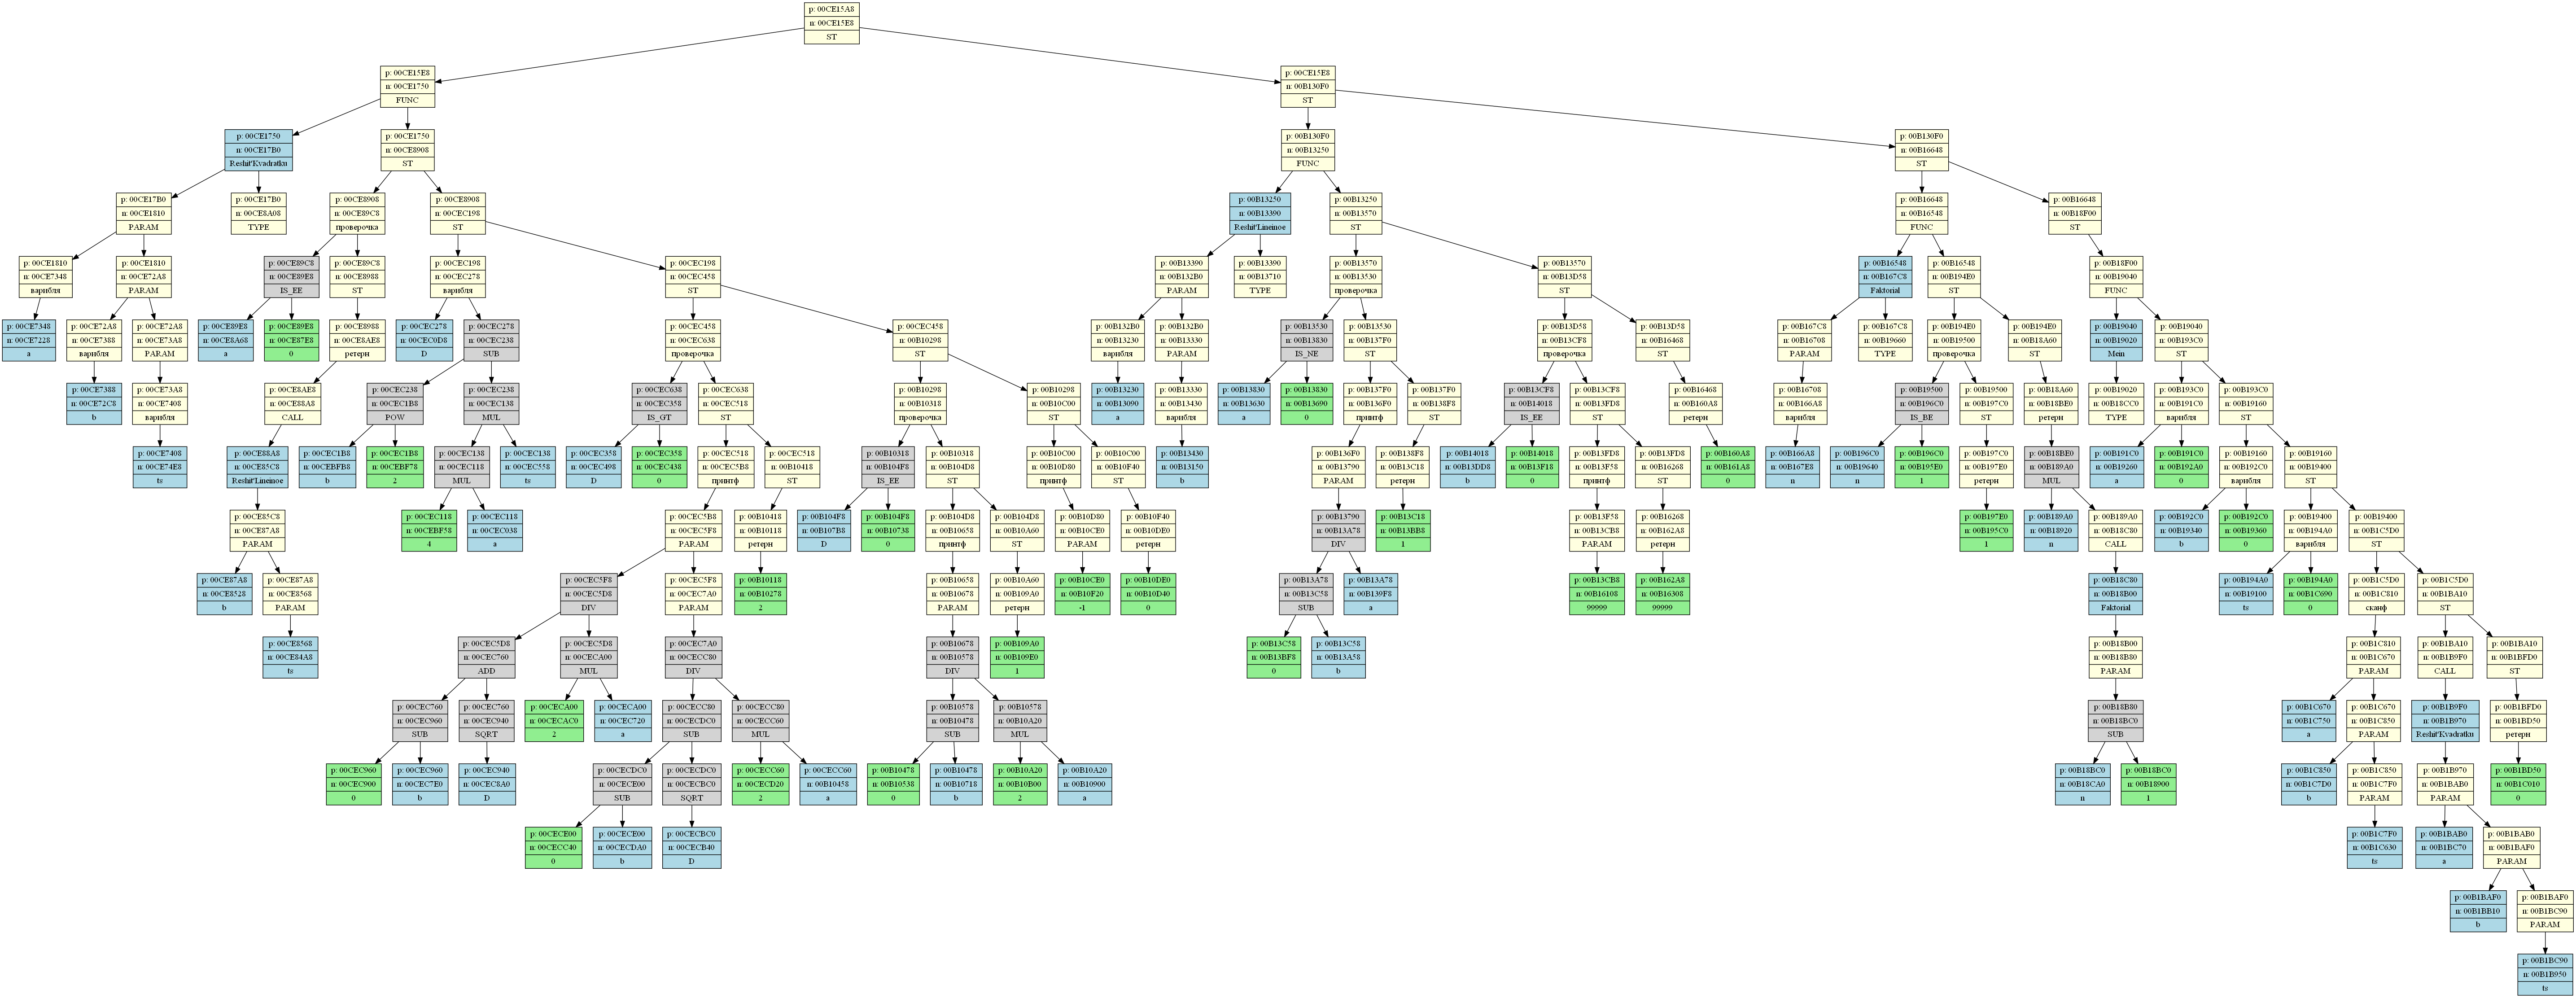 p: 00CE15A8
n: 00CE15E8
ST
p: 00CE15E8
n: 00CE1750
FUNC
p: 00CE15E8
n: 00B130F0
ST
p: 00CE1750
n: 00CE17B0
Reshit'Kvadratku
p: 00CE1750
n: 00CE8908
ST
p: 00B130F0
n: 00B13250
FUNC
p: 00B130F0
n: 00B16648
ST
p: 00CE17B0
n: 00CE1810
PARAM
p: 00CE17B0
n: 00CE8A08
TYPE
p: 00CE8908
n: 00CE89C8
проверочка
p: 00CE8908
n: 00CEC198
ST
p: 00B13250
n: 00B13390
Reshit'Lineinoe
p: 00B13250
n: 00B13570
ST
p: 00B16648
n: 00B16548
FUNC
p: 00B16648
n: 00B18F00
ST
p: 00CE1810
n: 00CE7348
варибля
p: 00CE1810
n: 00CE72A8
PARAM
p: 00CE89C8
n: 00CE89E8
IS_EE
p: 00CE89C8
n: 00CE8988
ST
p: 00CEC198
n: 00CEC278
варибля
p: 00CEC198
n: 00CEC458
ST
p: 00B13390
n: 00B132B0
PARAM
p: 00B13390
n: 00B13710
TYPE
p: 00B13570
n: 00B13530
проверочка
p: 00B13570
n: 00B13D58
ST
p: 00B16548
n: 00B167C8
Faktorial
p: 00B16548
n: 00B194E0
ST
p: 00B18F00
n: 00B19040
FUNC
p: 00CE7348
n: 00CE7228
a
p: 00CE72A8
n: 00CE7388
варибля
p: 00CE72A8
n: 00CE73A8
PARAM
p: 00CE89E8
n: 00CE8A68
a
p: 00CE89E8
n: 00CE87E8
0
p: 00CE8988
n: 00CE8AE8
ретерн
p: 00CEC278
n: 00CEC0D8
D
p: 00CEC278
n: 00CEC238
SUB
p: 00CEC458
n: 00CEC638
проверочка
p: 00CEC458
n: 00B10298
ST
p: 00B132B0
n: 00B13230
варибля
p: 00B132B0
n: 00B13330
PARAM
p: 00B13530
n: 00B13830
IS_NE
p: 00B13530
n: 00B137F0
ST
p: 00B13D58
n: 00B13CF8
проверочка
p: 00B13D58
n: 00B16468
ST
p: 00B167C8
n: 00B16708
PARAM
p: 00B167C8
n: 00B19660
TYPE
p: 00B194E0
n: 00B19500
проверочка
p: 00B194E0
n: 00B18A60
ST
p: 00B19040
n: 00B19020
Mein
p: 00B19040
n: 00B193C0
ST
p: 00CE7388
n: 00CE72C8
b
p: 00CE73A8
n: 00CE7408
варибля
p: 00CE8AE8
n: 00CE88A8
CALL
p: 00CEC238
n: 00CEC1B8
POW
p: 00CEC238
n: 00CEC138
MUL
p: 00CEC638
n: 00CEC358
IS_GT
p: 00CEC638
n: 00CEC518
ST
p: 00B10298
n: 00B10318
проверочка
p: 00B10298
n: 00B10C00
ST
p: 00B13230
n: 00B13090
a
p: 00B13330
n: 00B13430
варибля
p: 00B13830
n: 00B13630
a
p: 00B13830
n: 00B13690
0
p: 00B137F0
n: 00B136F0
принтф
p: 00B137F0
n: 00B138F8
ST
p: 00B13CF8
n: 00B14018
IS_EE
p: 00B13CF8
n: 00B13FD8
ST
p: 00B16468
n: 00B160A8
ретерн
p: 00B16708
n: 00B166A8
варибля
p: 00B19500
n: 00B196C0
IS_BE
p: 00B19500
n: 00B197C0
ST
p: 00B18A60
n: 00B18BE0
ретерн
p: 00B19020
n: 00B18CC0
TYPE
p: 00B193C0
n: 00B191C0
варибля
p: 00B193C0
n: 00B19160
ST
p: 00CE7408
n: 00CE74E8
ts
p: 00CE88A8
n: 00CE85C8
Reshit'Lineinoe
p: 00CEC1B8
n: 00CEBFB8
b
p: 00CEC1B8
n: 00CEBF78
2
p: 00CEC138
n: 00CEC118
MUL
p: 00CEC138
n: 00CEC558
ts
p: 00CEC358
n: 00CEC498
D
p: 00CEC358
n: 00CEC438
0
p: 00CEC518
n: 00CEC5B8
принтф
p: 00CEC518
n: 00B10418
ST
p: 00B10318
n: 00B104F8
IS_EE
p: 00B10318
n: 00B104D8
ST
p: 00B10C00
n: 00B10D80
принтф
p: 00B10C00
n: 00B10F40
ST
p: 00B13430
n: 00B13150
b
p: 00B136F0
n: 00B13790
PARAM
p: 00B138F8
n: 00B13C18
ретерн
p: 00B14018
n: 00B13DD8
b
p: 00B14018
n: 00B13F18
0
p: 00B13FD8
n: 00B13F58
принтф
p: 00B13FD8
n: 00B16268
ST
p: 00B160A8
n: 00B161A8
0
p: 00B166A8
n: 00B167E8
n
p: 00B196C0
n: 00B19640
n
p: 00B196C0
n: 00B195E0
1
p: 00B197C0
n: 00B197E0
ретерн
p: 00B18BE0
n: 00B189A0
MUL
p: 00B191C0
n: 00B19260
a
p: 00B191C0
n: 00B192A0
0
p: 00B19160
n: 00B192C0
варибля
p: 00B19160
n: 00B19400
ST
p: 00CE85C8
n: 00CE87A8
PARAM
p: 00CEC118
n: 00CEBF58
4
p: 00CEC118
n: 00CEC038
a
p: 00CEC5B8
n: 00CEC5F8
PARAM
p: 00B10418
n: 00B10118
ретерн
p: 00B104F8
n: 00B107B8
D
p: 00B104F8
n: 00B10738
0
p: 00B104D8
n: 00B10658
принтф
p: 00B104D8
n: 00B10A60
ST
p: 00B10D80
n: 00B10CE0
PARAM
p: 00B10F40
n: 00B10DE0
ретерн
p: 00B13790
n: 00B13A78
DIV
p: 00B13C18
n: 00B13BB8
1
p: 00B13F58
n: 00B13CB8
PARAM
p: 00B16268
n: 00B162A8
ретерн
p: 00B197E0
n: 00B195C0
1
p: 00B189A0
n: 00B18920
n
p: 00B189A0
n: 00B18C80
CALL
p: 00B192C0
n: 00B19340
b
p: 00B192C0
n: 00B19360
0
p: 00B19400
n: 00B194A0
варибля
p: 00B19400
n: 00B1C5D0
ST
p: 00CE87A8
n: 00CE8528
b
p: 00CE87A8
n: 00CE8568
PARAM
p: 00CEC5F8
n: 00CEC5D8
DIV
p: 00CEC5F8
n: 00CEC7A0
PARAM
p: 00B10118
n: 00B10278
2
p: 00B10658
n: 00B10678
PARAM
p: 00B10A60
n: 00B109A0
ретерн
p: 00B10CE0
n: 00B10F20
-1
p: 00B10DE0
n: 00B10D40
0
p: 00B13A78
n: 00B13C58
SUB
p: 00B13A78
n: 00B139F8
a
p: 00B13CB8
n: 00B16108
99999
p: 00B162A8
n: 00B16308
99999
p: 00B18C80
n: 00B18B00
Faktorial
p: 00B194A0
n: 00B19100
ts
p: 00B194A0
n: 00B1C690
0
p: 00B1C5D0
n: 00B1C810
сканф
p: 00B1C5D0
n: 00B1BA10
ST
p: 00CE8568
n: 00CE84A8
ts
p: 00CEC5D8
n: 00CEC760
ADD
p: 00CEC5D8
n: 00CECA00
MUL
p: 00CEC7A0
n: 00CECC80
DIV
p: 00B10678
n: 00B10578
DIV
p: 00B109A0
n: 00B109E0
1
p: 00B13C58
n: 00B13BF8
0
p: 00B13C58
n: 00B13A58
b
p: 00B18B00
n: 00B18B80
PARAM
p: 00B1C810
n: 00B1C670
PARAM
p: 00B1BA10
n: 00B1B9F0
CALL
p: 00B1BA10
n: 00B1BFD0
ST
p: 00CEC760
n: 00CEC960
SUB
p: 00CEC760
n: 00CEC940
SQRT
p: 00CECA00
n: 00CECAC0
2
p: 00CECA00
n: 00CEC720
a
p: 00CECC80
n: 00CECDC0
SUB
p: 00CECC80
n: 00CECC60
MUL
p: 00B10578
n: 00B10478
SUB
p: 00B10578
n: 00B10A20
MUL
p: 00B18B80
n: 00B18BC0
SUB
p: 00B1C670
n: 00B1C750
a
p: 00B1C670
n: 00B1C850
PARAM
p: 00B1B9F0
n: 00B1B970
Reshit'Kvadratku
p: 00B1BFD0
n: 00B1BD50
ретерн
p: 00CEC960
n: 00CEC900
0
p: 00CEC960
n: 00CEC7E0
b
p: 00CEC940
n: 00CEC8A0
D
p: 00CECDC0
n: 00CECE00
SUB
p: 00CECDC0
n: 00CECBC0
SQRT
p: 00CECC60
n: 00CECD20
2
p: 00CECC60
n: 00B10458
a
p: 00B10478
n: 00B10538
0
p: 00B10478
n: 00B10718
b
p: 00B10A20
n: 00B10B00
2
p: 00B10A20
n: 00B10900
a
p: 00B18BC0
n: 00B18CA0
n
p: 00B18BC0
n: 00B18900
1
p: 00B1C850
n: 00B1C7D0
b
p: 00B1C850
n: 00B1C7F0
PARAM
p: 00B1B970
n: 00B1BAB0
PARAM
p: 00B1BD50
n: 00B1C010
0
p: 00CECE00
n: 00CECC40
0
p: 00CECE00
n: 00CECDA0
b
p: 00CECBC0
n: 00CECB40
D
p: 00B1C7F0
n: 00B1C630
ts
p: 00B1BAB0
n: 00B1BC70
a
p: 00B1BAB0
n: 00B1BAF0
PARAM
p: 00B1BAF0
n: 00B1BB10
b
p: 00B1BAF0
n: 00B1BC90
PARAM
p: 00B1BC90
n: 00B1B950
ts